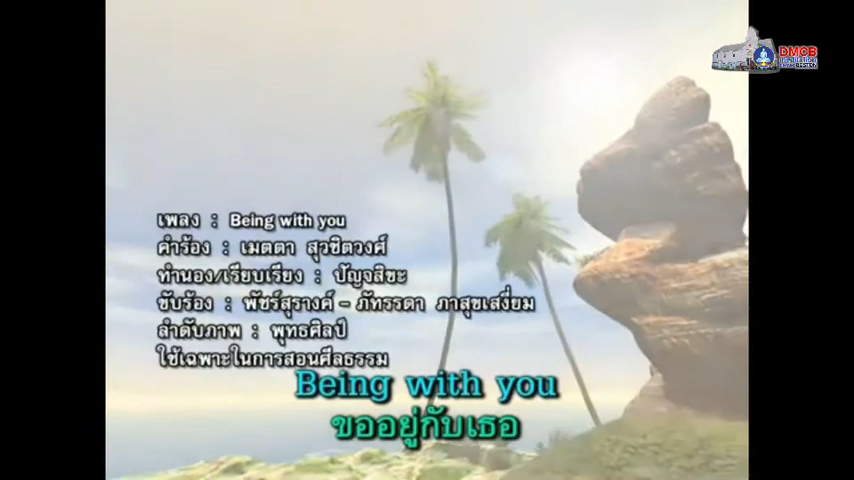 DMCB
เพลง : Being with you
คำร้อง : เมตตา สุวชิตวงศ์
ทำนอง/เรียบเรียง : ปัญจสิขะ
ขับร้อง : พัชร์สุรางค์ - ภัทรรดา ภาสุขเสงี่ยม
ลำดับภาพ : พุทธศิลป์
ใช้เฉพาะในการสอนศีลธรรม
Being with you
ขออยู่กับเธอ